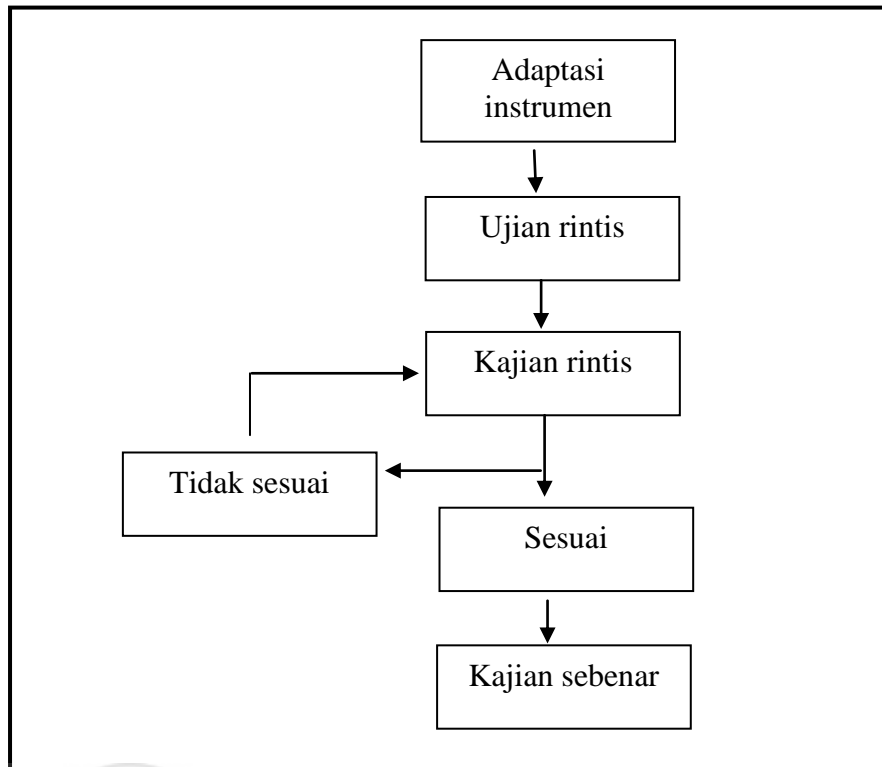 Adaptasi
instrumen
Ujian rintis
Kajian rintis
Tidak sesuai
Sesuai
Kajian sebenar